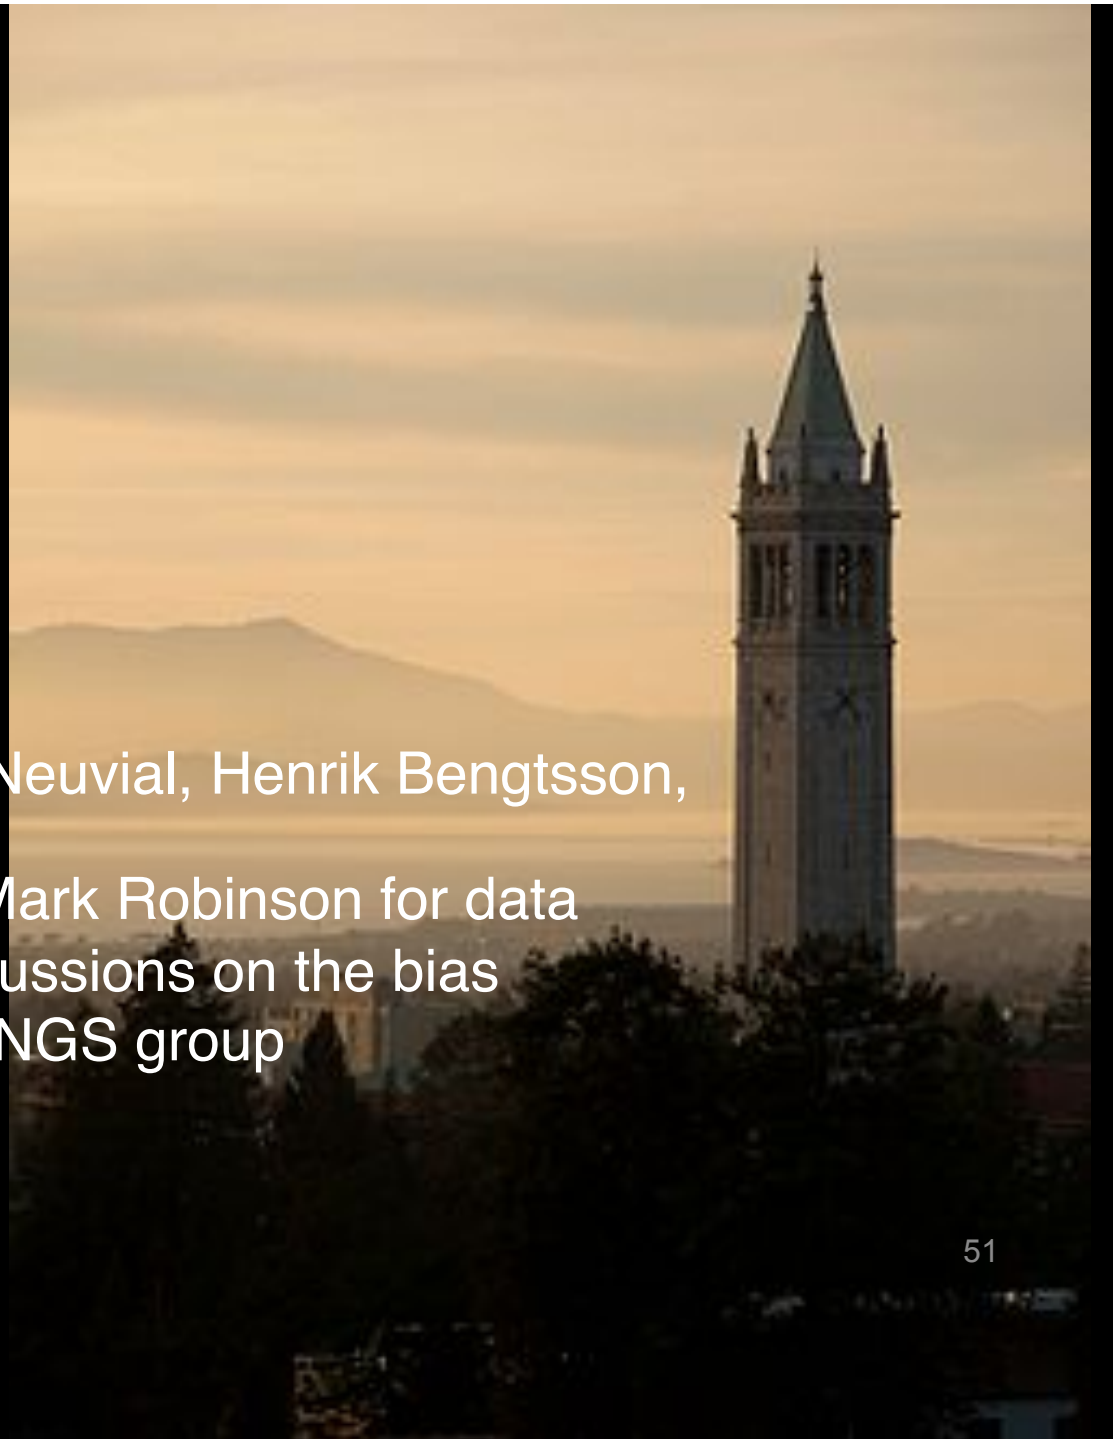 Neuvial, Henrik Bengtsson,
Mark Robinson for data
ussions on the bias
NGS group
51